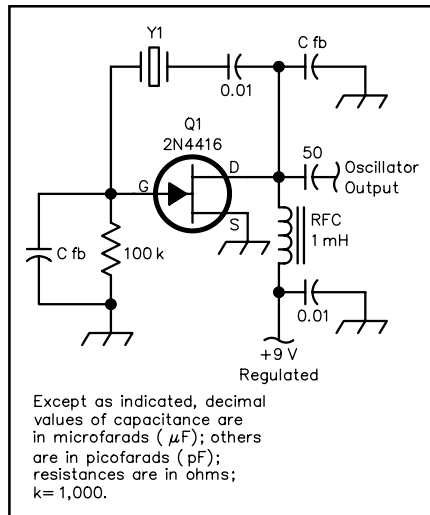 Y1
C fb
0.01
Q1
2N4416
50
D
Oscillator
Output
G
S
RFC
1 mH
C fb
100 k
0.01
+9 V
Regulated
Except as indicated, decimal
values of capacitance are
in microfarads ( µF); others
are in picofarads ( pF);
resistances are in ohms;
k= 1,000.